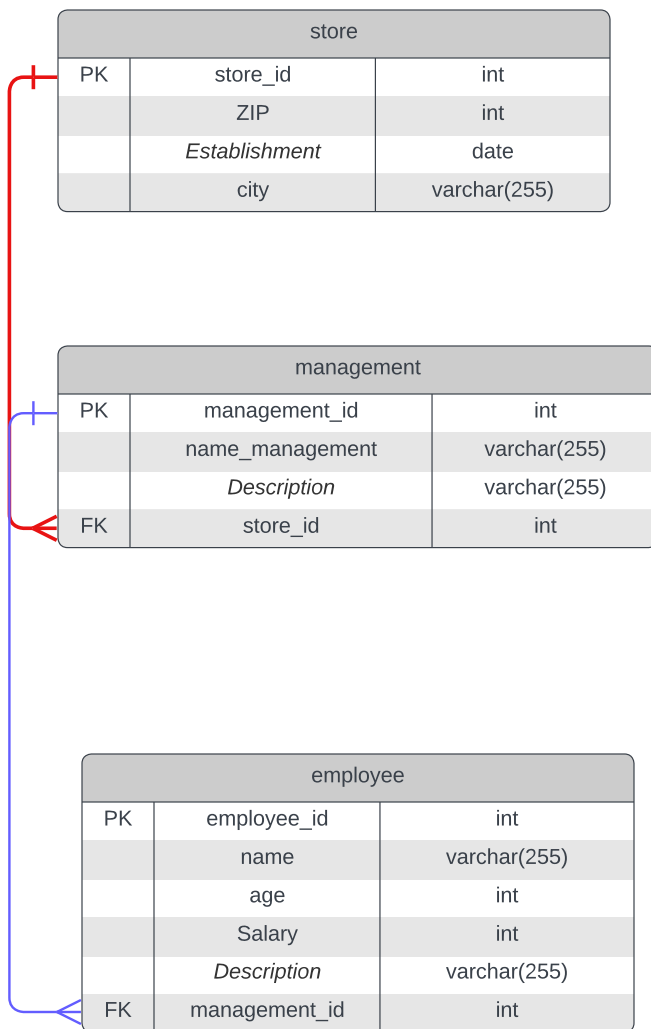 store
PK store_id int
ZIP int
Establishment date
city varchar(255)
management
PK management_id int
name_management varchar(255)
Description varchar(255)
FK store_id int
employee
PK employee_id int
name varchar(255)
age int
Salary int
Description varchar(255)
FK management_id int